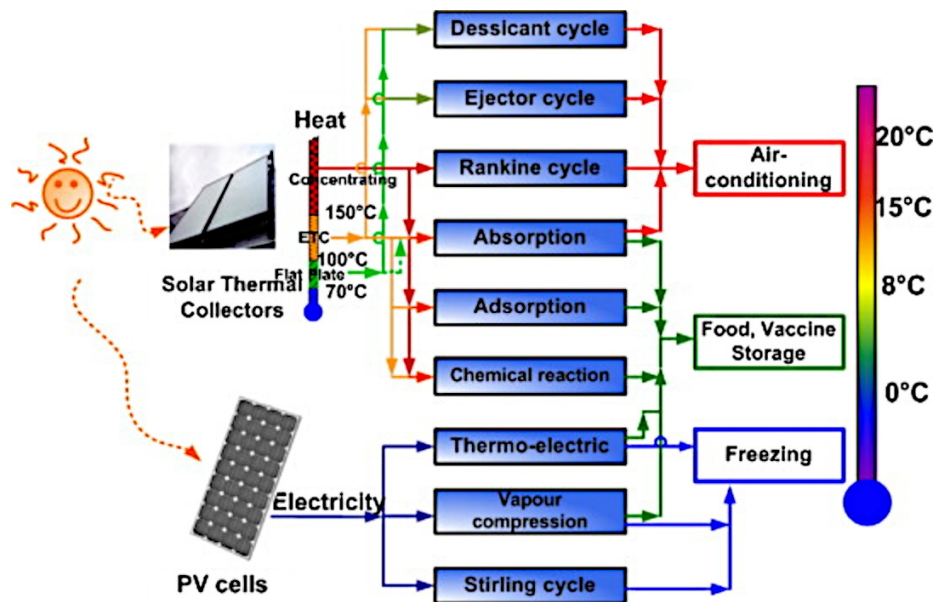 Dessicant cycle
Ejector cycle
Heat
Rankine cycle
Concentrating
150°C
ETC
100°C
Flat Plate
70°C
Solar Thermal
Collectors
Absorption
Adsorption
Chemical reaction
Thermo-electric
Electricity
Vapour
compression
Stirling cycle
PV cells
Air-
conditioning
Food, Vaccine
Storage
Freezing
20°C
15°C
8°C
0°C